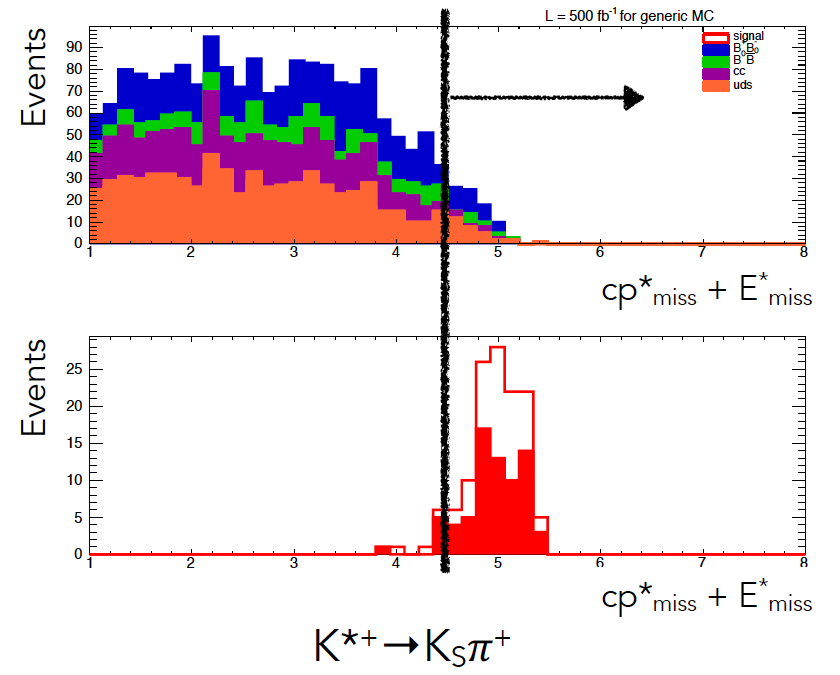 L = 500 fb⁻¹ for generic MC
Events
90
80
70
60
50
40
30
20
10
0
signal
cc
uds
1 2 3 4 5 6 7 8
cp*miss + E*miss
Events
25
20
15
10
5
0
1 2 3 4 5 6 7 8
cp*miss + E*miss
K*+→KSπ+